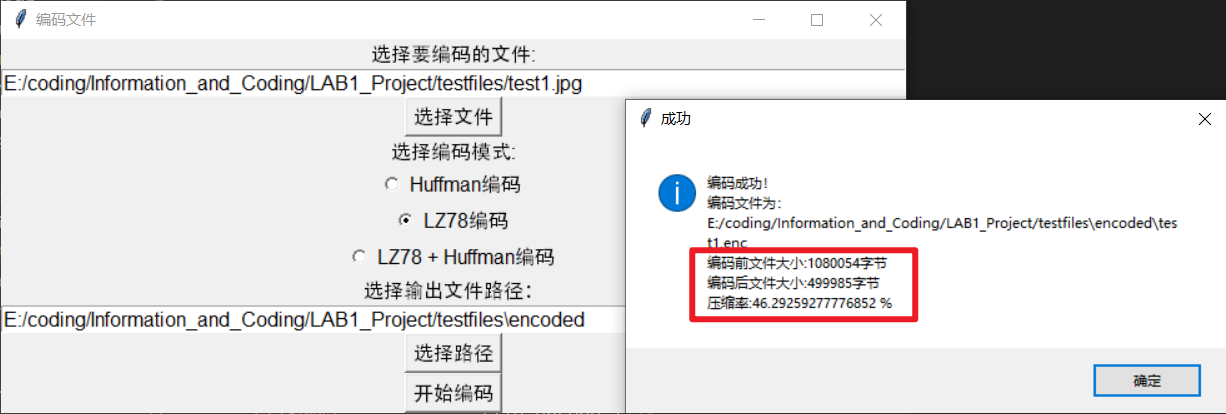 编码文件
选择要编码的文件:
E:/coding/Information_and_Coding/LAB1_Project/testfiles/test1.jpg
选择文件
选择编码模式:
Huffman编码
LZ78编码
LZ78 + Huffman编码
选择输出文件路径：
E:/coding/Information_and_Coding/LAB1_Project/testfiles\encoded
选择路径
开始编码
成功
编码成功！
编码文件为：
E:/coding/Information_and_Coding/LAB1_Project/testfiles\encoded\tes
t1.enc
编码前文件大小:1080054字节
编码后文件大小:499985字节
压缩率:46.29259277776852 %
确定